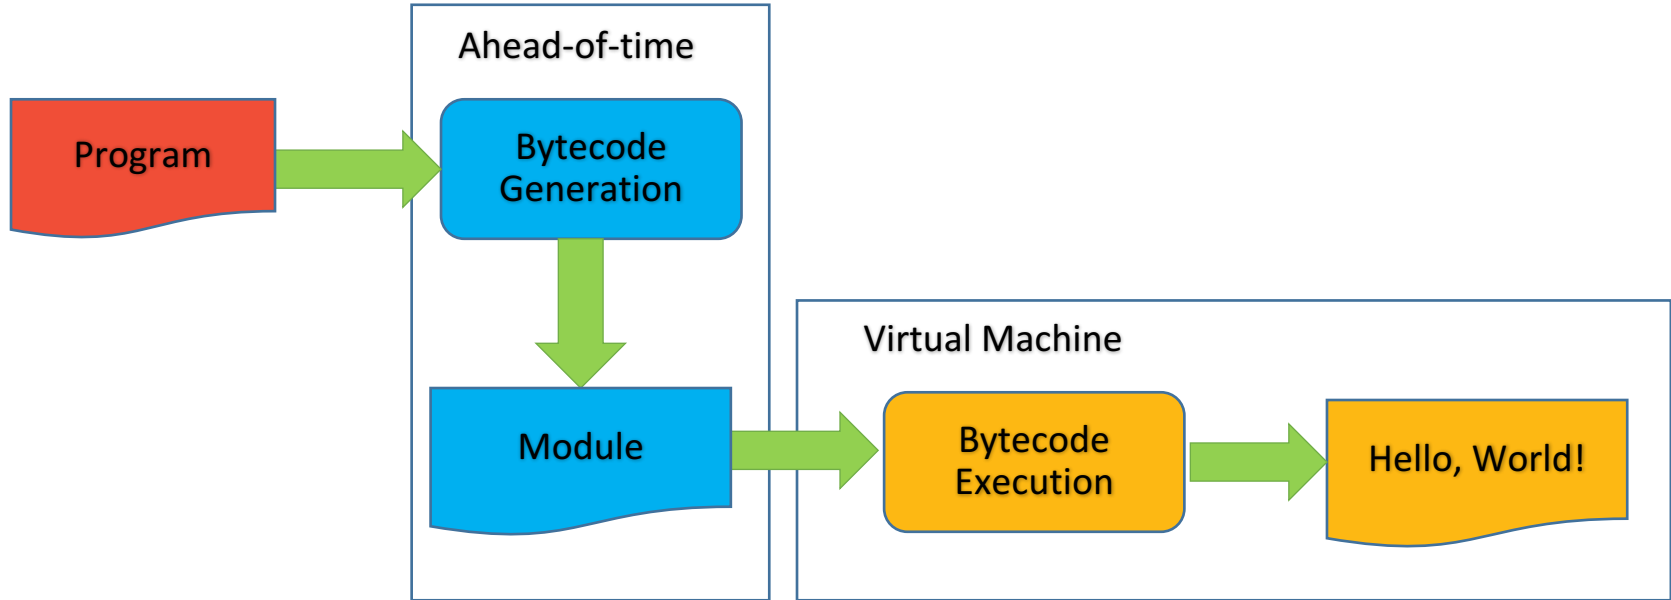 Ahead-of-time
Program
Bytecode
Generation
Module
Virtual Machine
Bytecode
Execution
Hello, World!